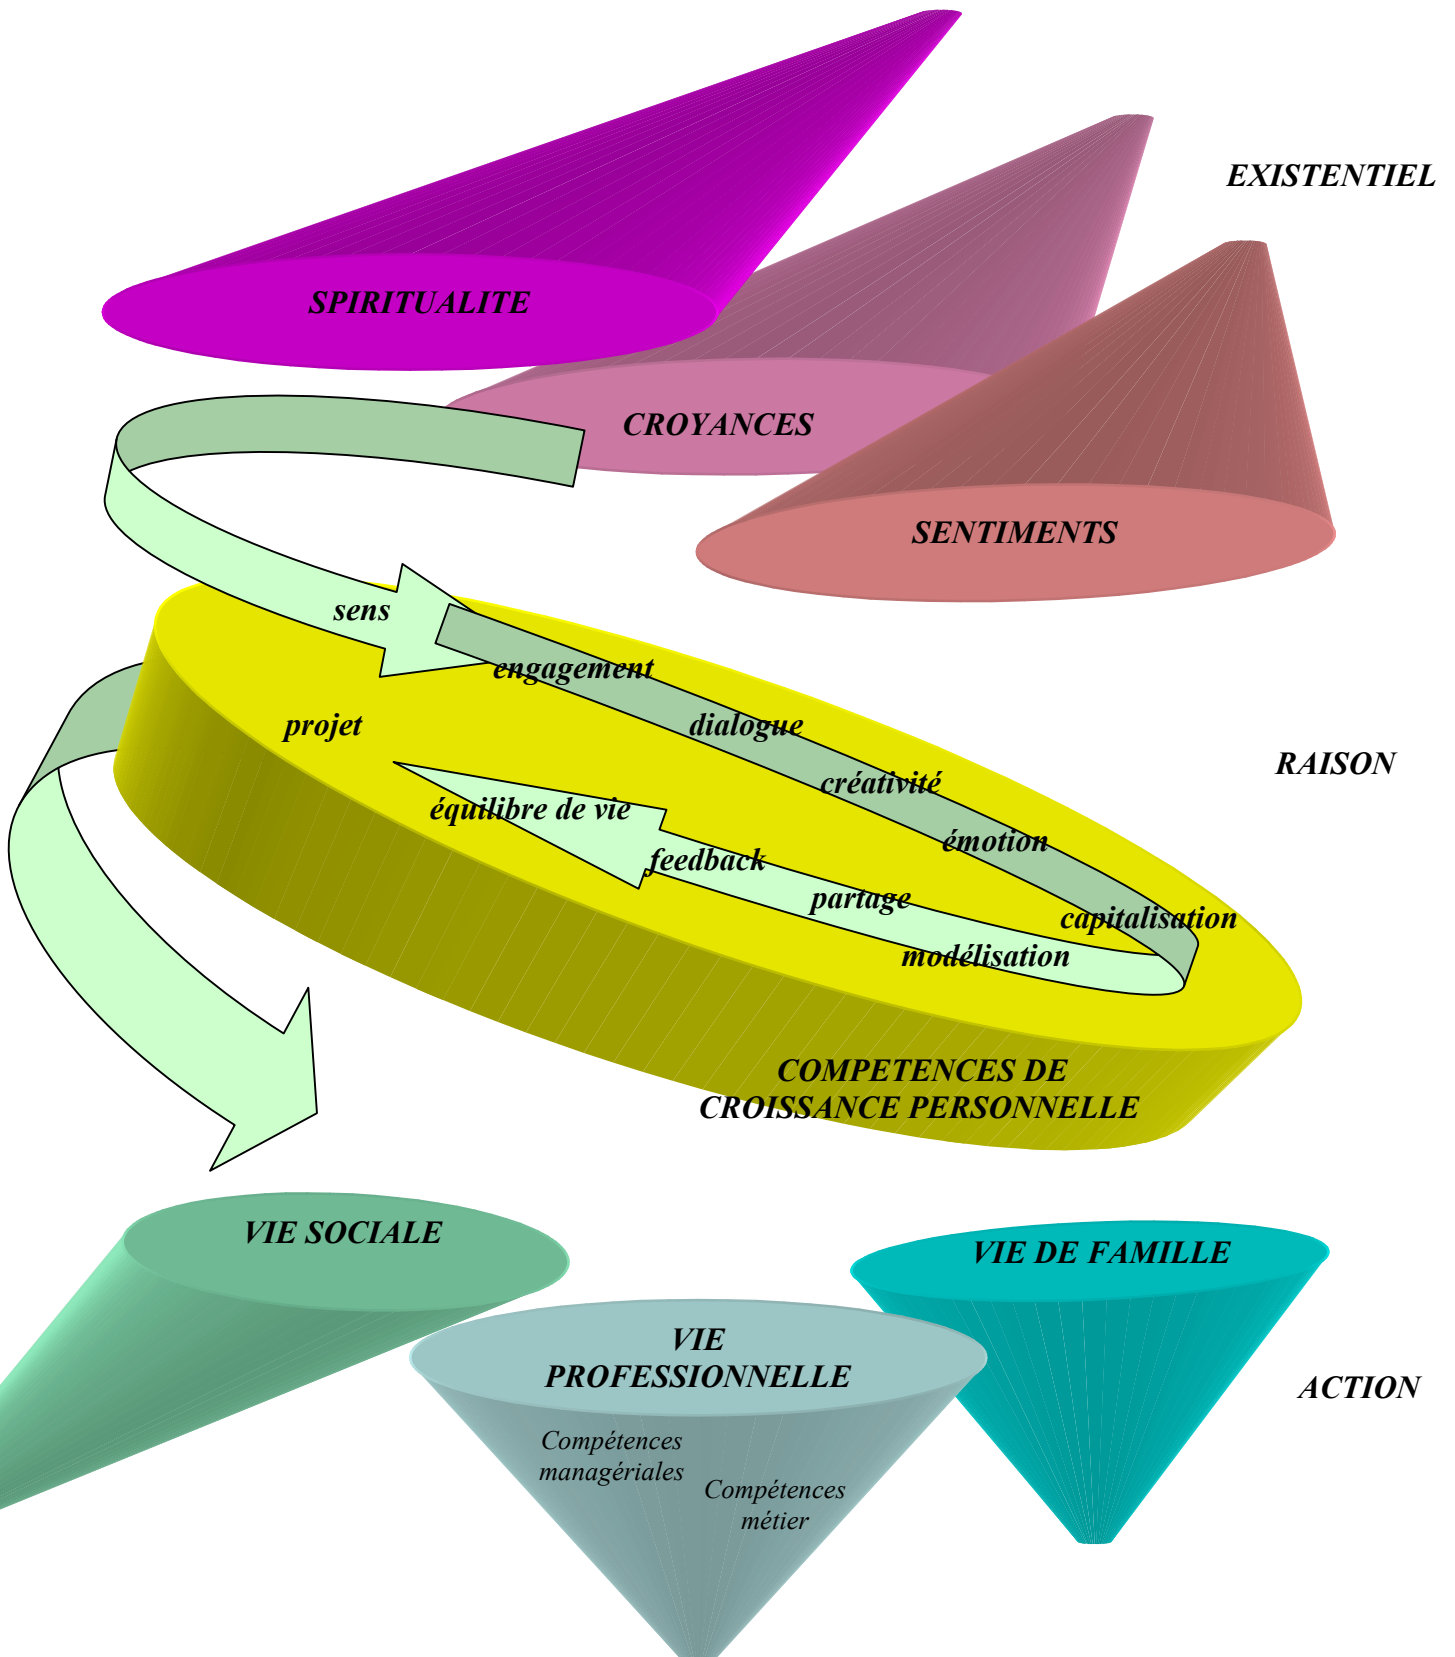 EXISTENTIEL
SPIRITUALITE
CROYANCES
SENTIMENTS
sens
engagement
projet
dialogue
RAISON
créativité
équilibre de vie
émotion
feedback
partage
capitalisation
modélisation
COMPETENCES DE
CROISSANCE PERSONNELLE
VIE SOCIALE
VIE DE FAMILLE
VIE
PROFESSIONNELLE
ACTION
Compétences
managériales
Compétences
métier